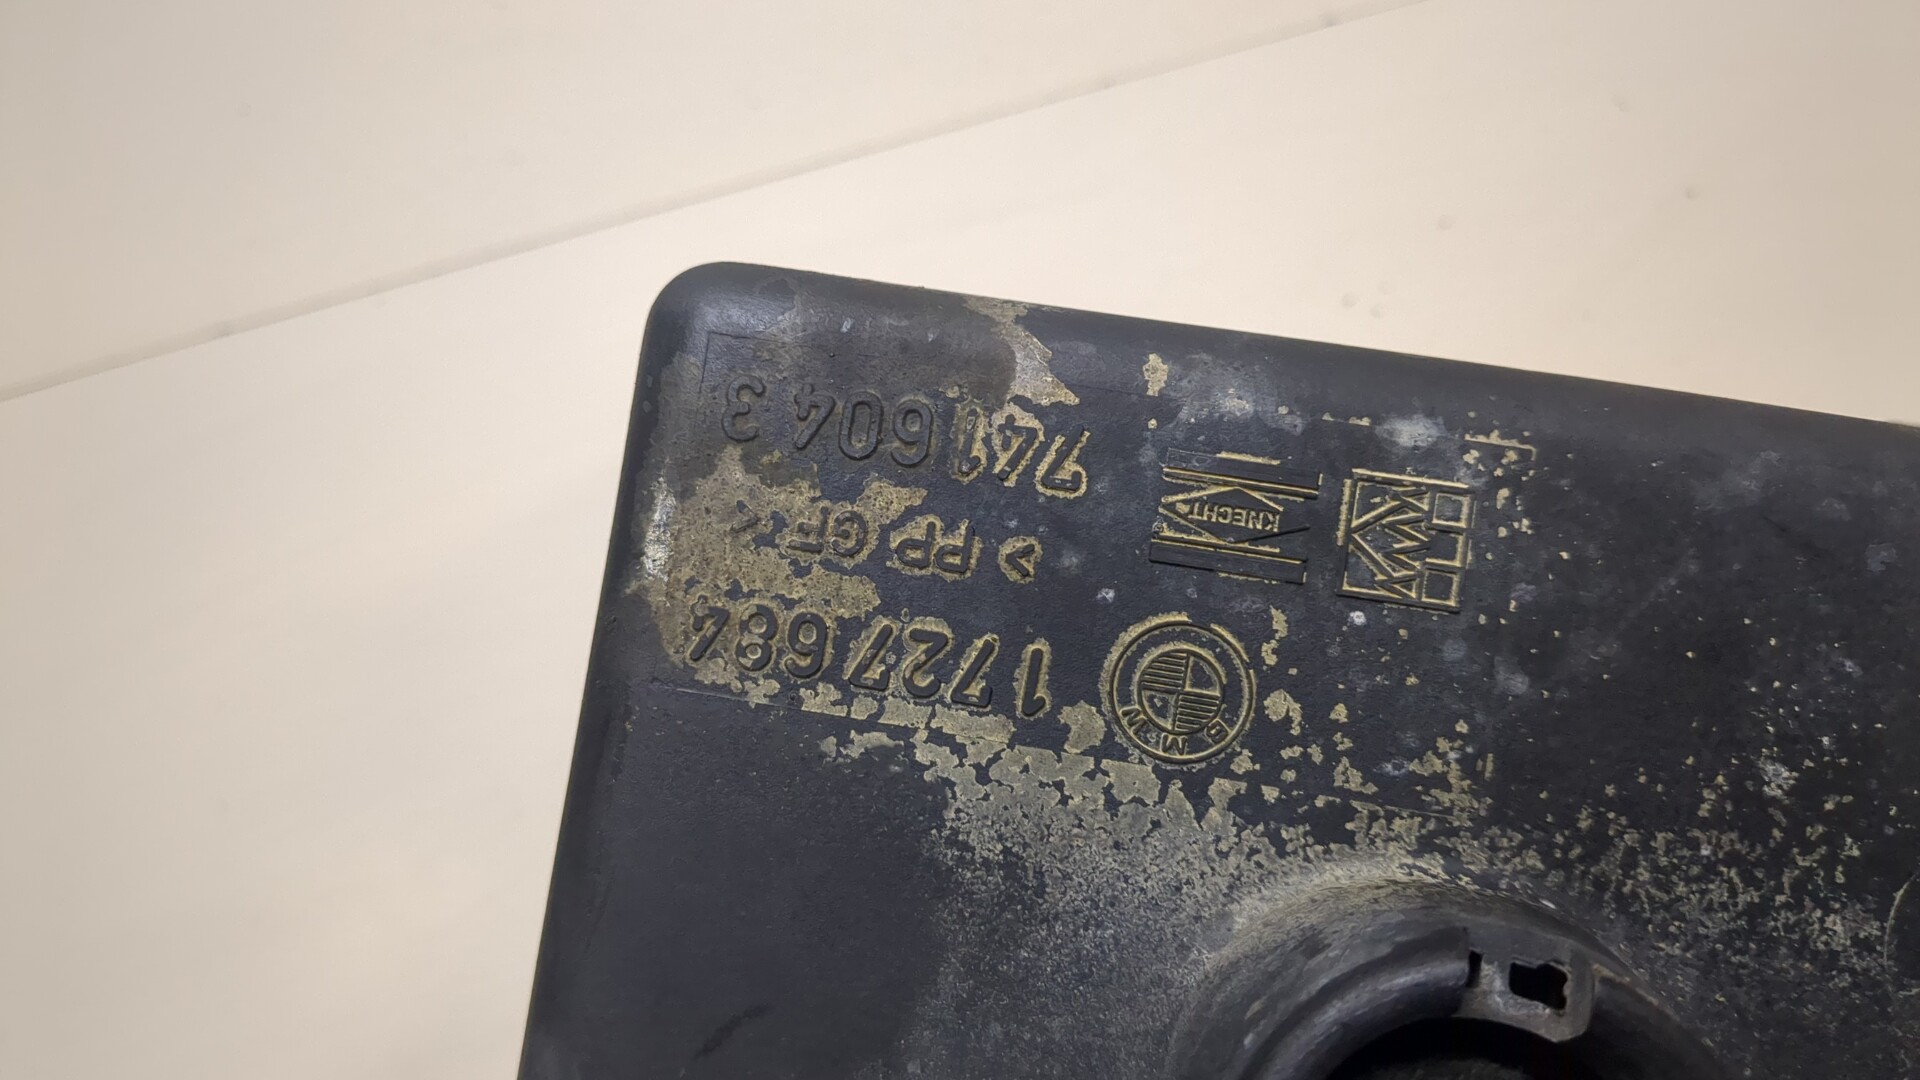 BMW 1727684
> PP GF <
KNECHT
741604 3